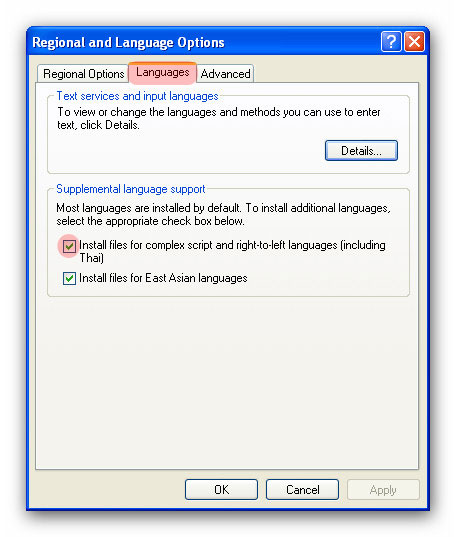 Regional and Language Options
Regional Options Languages Advanced
Text services and input languages
To view or change the languages and methods you can use to enter
text, click Details.
Details...
Supplemental language support
Most languages are installed by default. To install additional languages,
select the appropriate check box below.
Install files for complex script and right-to-left languages (including
Thai)
Install files for East Asian languages
OK Cancel Apply